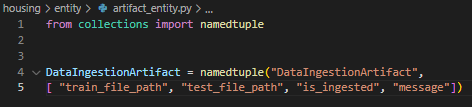 housing > entity > artifact_entity.py > ...
1 from collections import namedtuple
2
3
4 DataIngestionArtifact = namedtuple("DataIngestionArtifact",
5 [ "train_file_path", "test_file_path", "is_ingested", "message"])